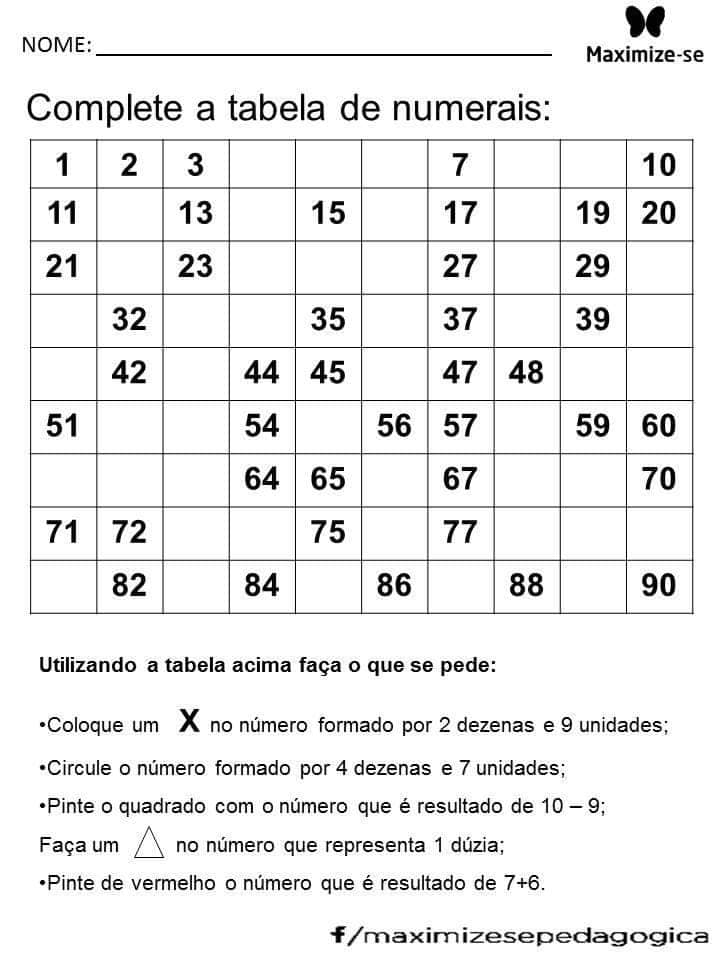 NOME: ______________________________
Maximize-se
Complete a tabela de numerais:
1 2 3 7 10
11 13 15 17 19 20
21 23 27 29
32 35 37 39
42 44 45 47 48
51 54 56 57 59 60
64 65 67 70
71 72 75 77
82 84 86 88 90
Utilizando a tabela acima faça o que se pede:
•Coloque um X no número formado por 2 dezenas e 9 unidades;
•Circule o número formado por 4 dezenas e 7 unidades;
•Pinte o quadrado com o número que é resultado de 10 – 9;
Faça um △ no número que representa 1 dúzia;
•Pinte de vermelho o número que é resultado de 7+6.
f/maximizesepedagogica